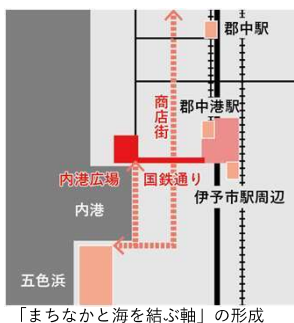 郡中駅
商店街
郡中港駅
内港広場
国鉄通り
伊予市駅周辺
内港
五色浜
「まちなかと海を結ぶ軸」の形成